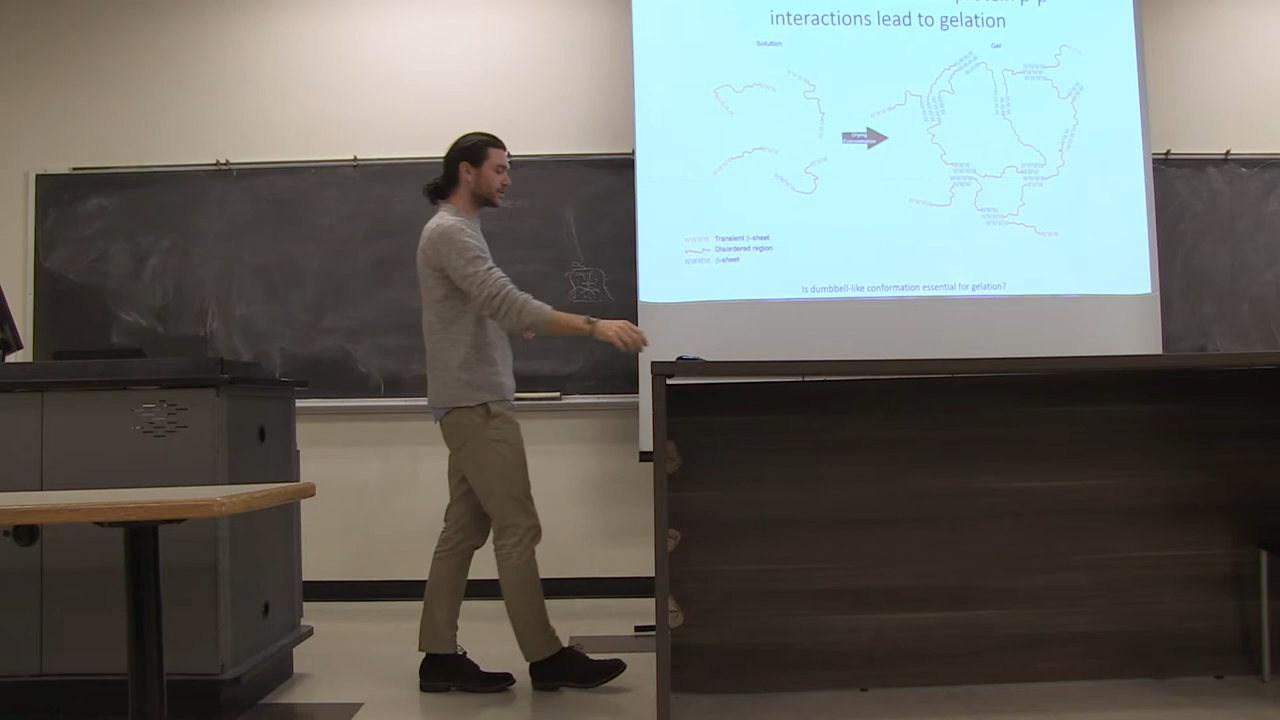 interactions lead to gelation
Solution
Gel
Transient β-sheet
Disordered region
β-sheet
Is dumbbell-like conformation essential for gelation?